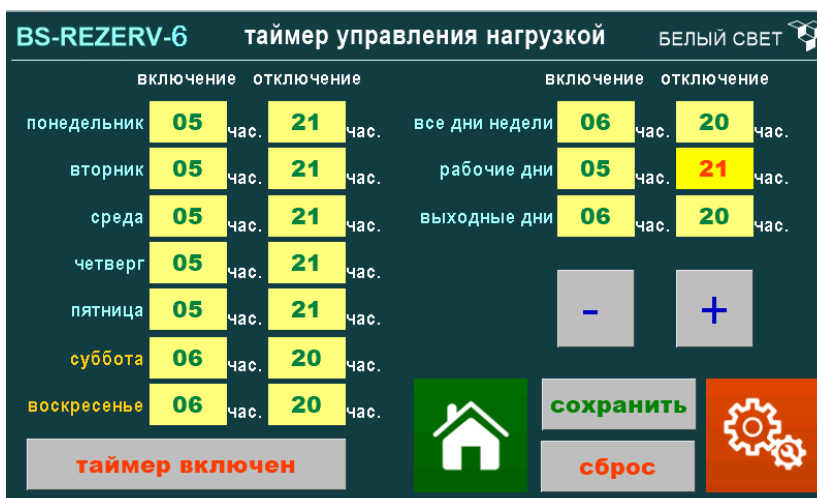 BS-REZERV-6 таймер управления нагрузкой БЕЛЫЙ СВЕТ
включение отключение включение отключение
понедельник 05 час. 21 час. все дни недели 06 час. 20 час.
вторник 05 час. 21 час. рабочие дни 05 час. 21 час.
среда 05 час. 21 час. выходные дни 06 час. 20 час.
четверг 05 час. 21 час.
пятница 05 час. 21 час. - +
суббота 06 час. 20 час.
воскресенье 06 час. 20 час. сохранить
таймер включен сброс